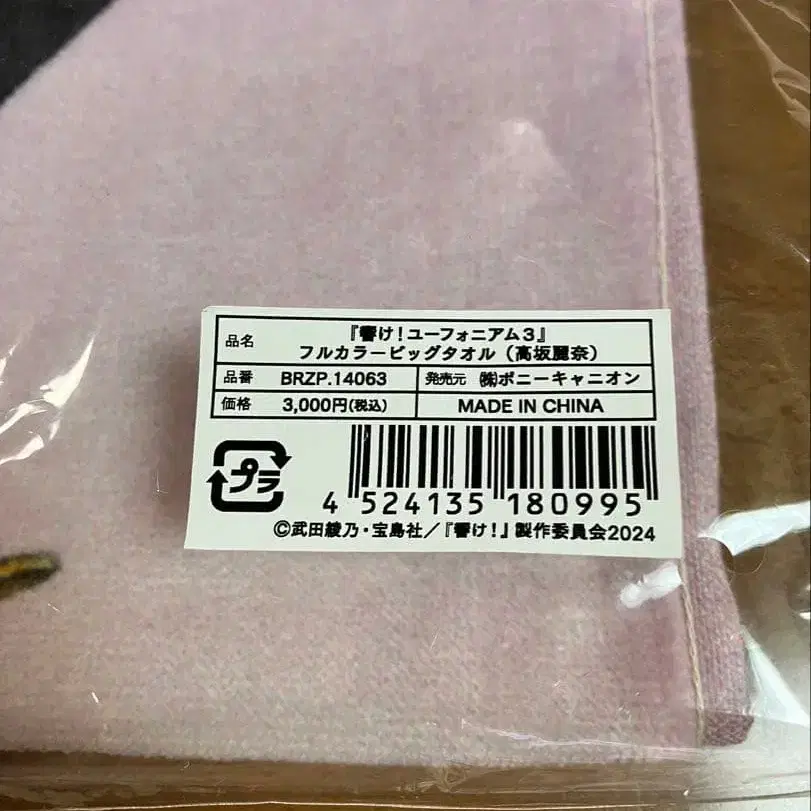 品名 『響け!ユーフォニアム3』
フルカラービッグタオル(高坂麗奈)
品番 BRZP.14063 発売元 ㈱ポニーキャニオン
価格 3,000円(税込) MADE IN CHINA
プラ
4 524135 180995
©武田綾乃・宝島社/『響け!』製作委員会2024